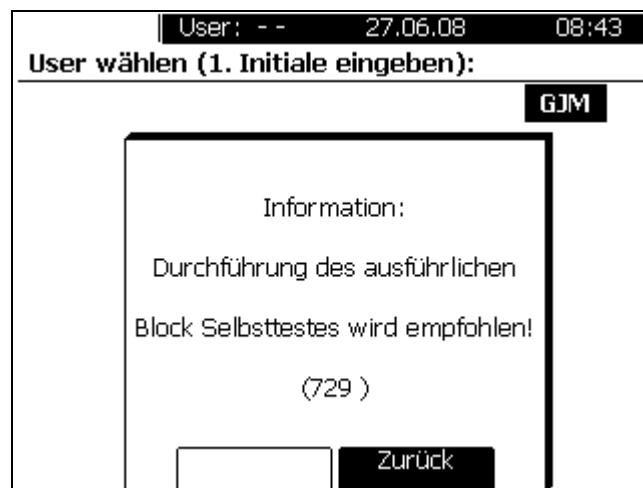 User: - - 27.06.08 08:43
User wählen (1. Initiale eingeben):
GJM
Information:
Durchführung des ausführlichen
Block Selbsttestes wird empfohlen!
(729 )
Zurück